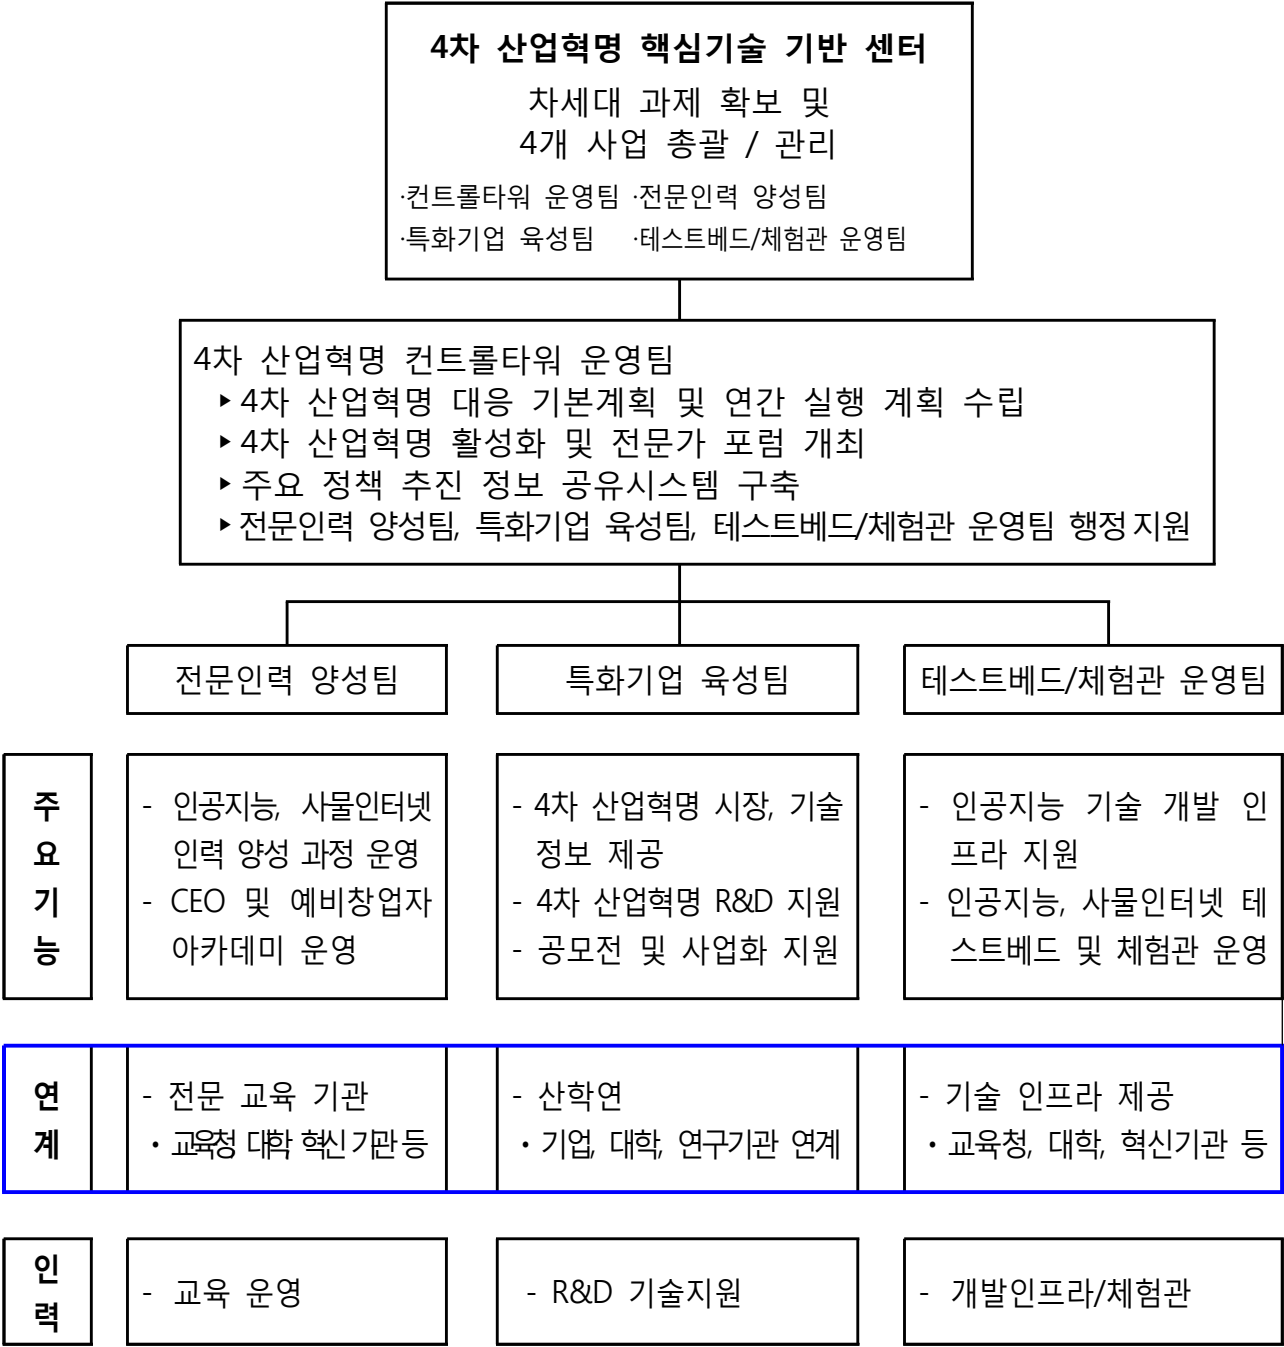 4차 산업혁명 핵심기술 기반 센터
차세대 과제 확보 및
4개 사업 총괄 / 관리
·컨트롤타워 운영팀 ·전문인력 양성팀
·특화기업 육성팀 ·테스트베드/체험관 운영팀
4차 산업혁명 컨트롤타워 운영팀
▸4차 산업혁명 대응 기본계획 및 연간 실행 계획 수립
▸4차 산업혁명 활성화 및 전문가 포럼 개최
▸주요 정책 추진 정보 공유시스템 구축
▸전문인력 양성팀, 특화기업 육성팀, 테스트베드/체험관 운영팀 행정 지원
전문인력 양성팀
특화기업 육성팀
테스트베드/체험관 운영팀
주
요
기
능
- 인공지능, 사물인터넷
인력 양성 과정 운영
- CEO 및 예비창업자
아카데미 운영
- 4차 산업혁명 시장, 기술
정보 제공
- 4차 산업혁명 R&D 지원
- 공모전 및 사업화 지원
- 인공지능 기술 개발 인
프라 지원
- 인공지능, 사물인터넷 테
스트베드 및 체험관 운영
연
계
- 전문 교육 기관
· 교육청, 대학, 혁신기관 등
- 산학연
· 기업, 대학, 연구기관 연계
- 기술 인프라 제공
· 교육청, 대학, 혁신기관 등
인
력
- 교육 운영
- R&D 기술지원
- 개발인프라/체험관